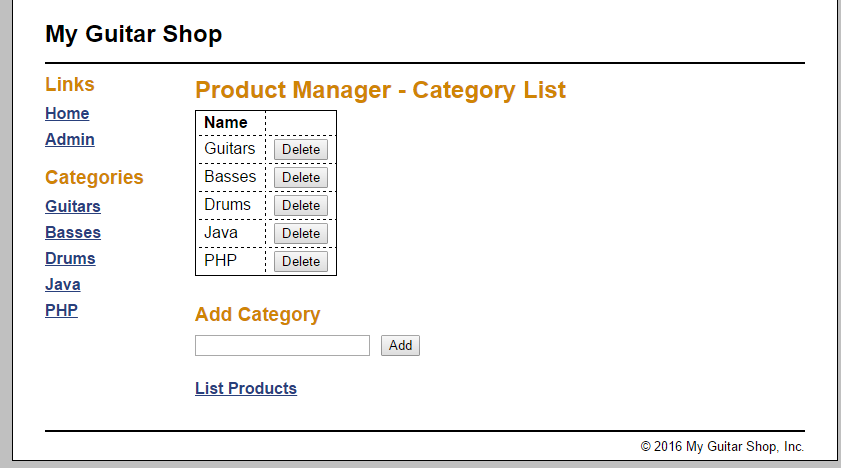 My Guitar Shop
Links
Home
Admin
Categories
Guitars
Basses
Drums
Java
PHP
Product Manager - Category List
Name
Guitars Delete
Basses Delete
Drums Delete
Java Delete
PHP Delete
Add Category
Add
List Products
© 2016 My Guitar Shop, Inc.